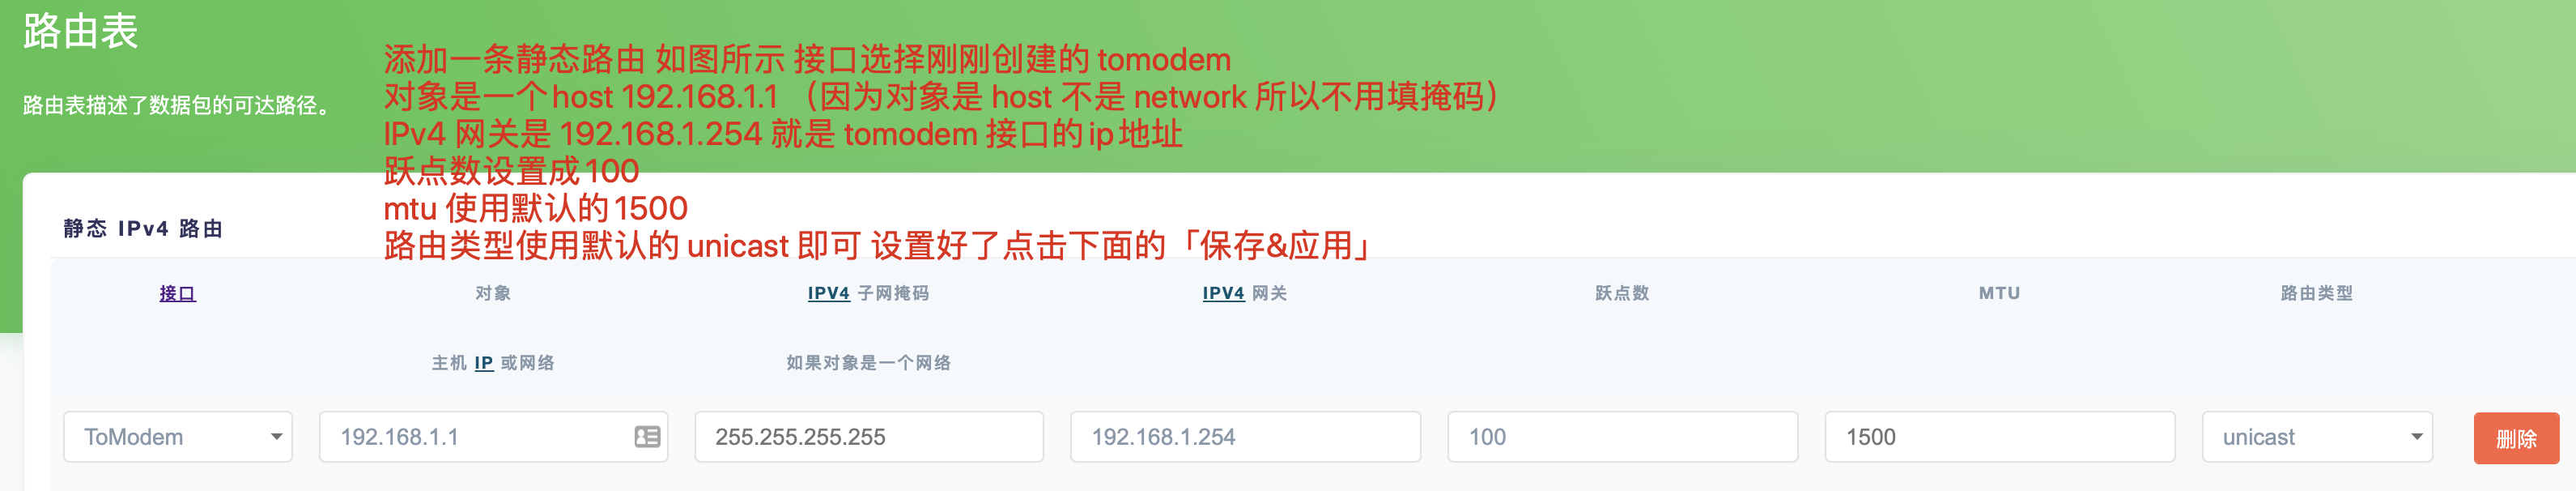 路由表
添加一条静态路由 如图所示 接口选择刚刚创建的 tomodem
对象是一个host 192.168.1.1 （因为对象是 host 不是 network 所以不用填掩码）
路由表描述了数据包的可达路径。
IPv4 网关是 192.168.1.254 就是 tomodem 接口的ip地址
跃点数设置成100
mtu 使用默认的1500
静态 IPv4 路由
路由类型使用默认的 unicast 即可 设置好了点击下面的「保存&应用」
接口 对象 IPV4 子网掩码 IPV4 网关 跃点数 MTU 路由类型
主机 IP 或网络 如果对象是一个网络
ToModem 192.168.1.1 255.255.255.255 192.168.1.254 100 1500 unicast 删除